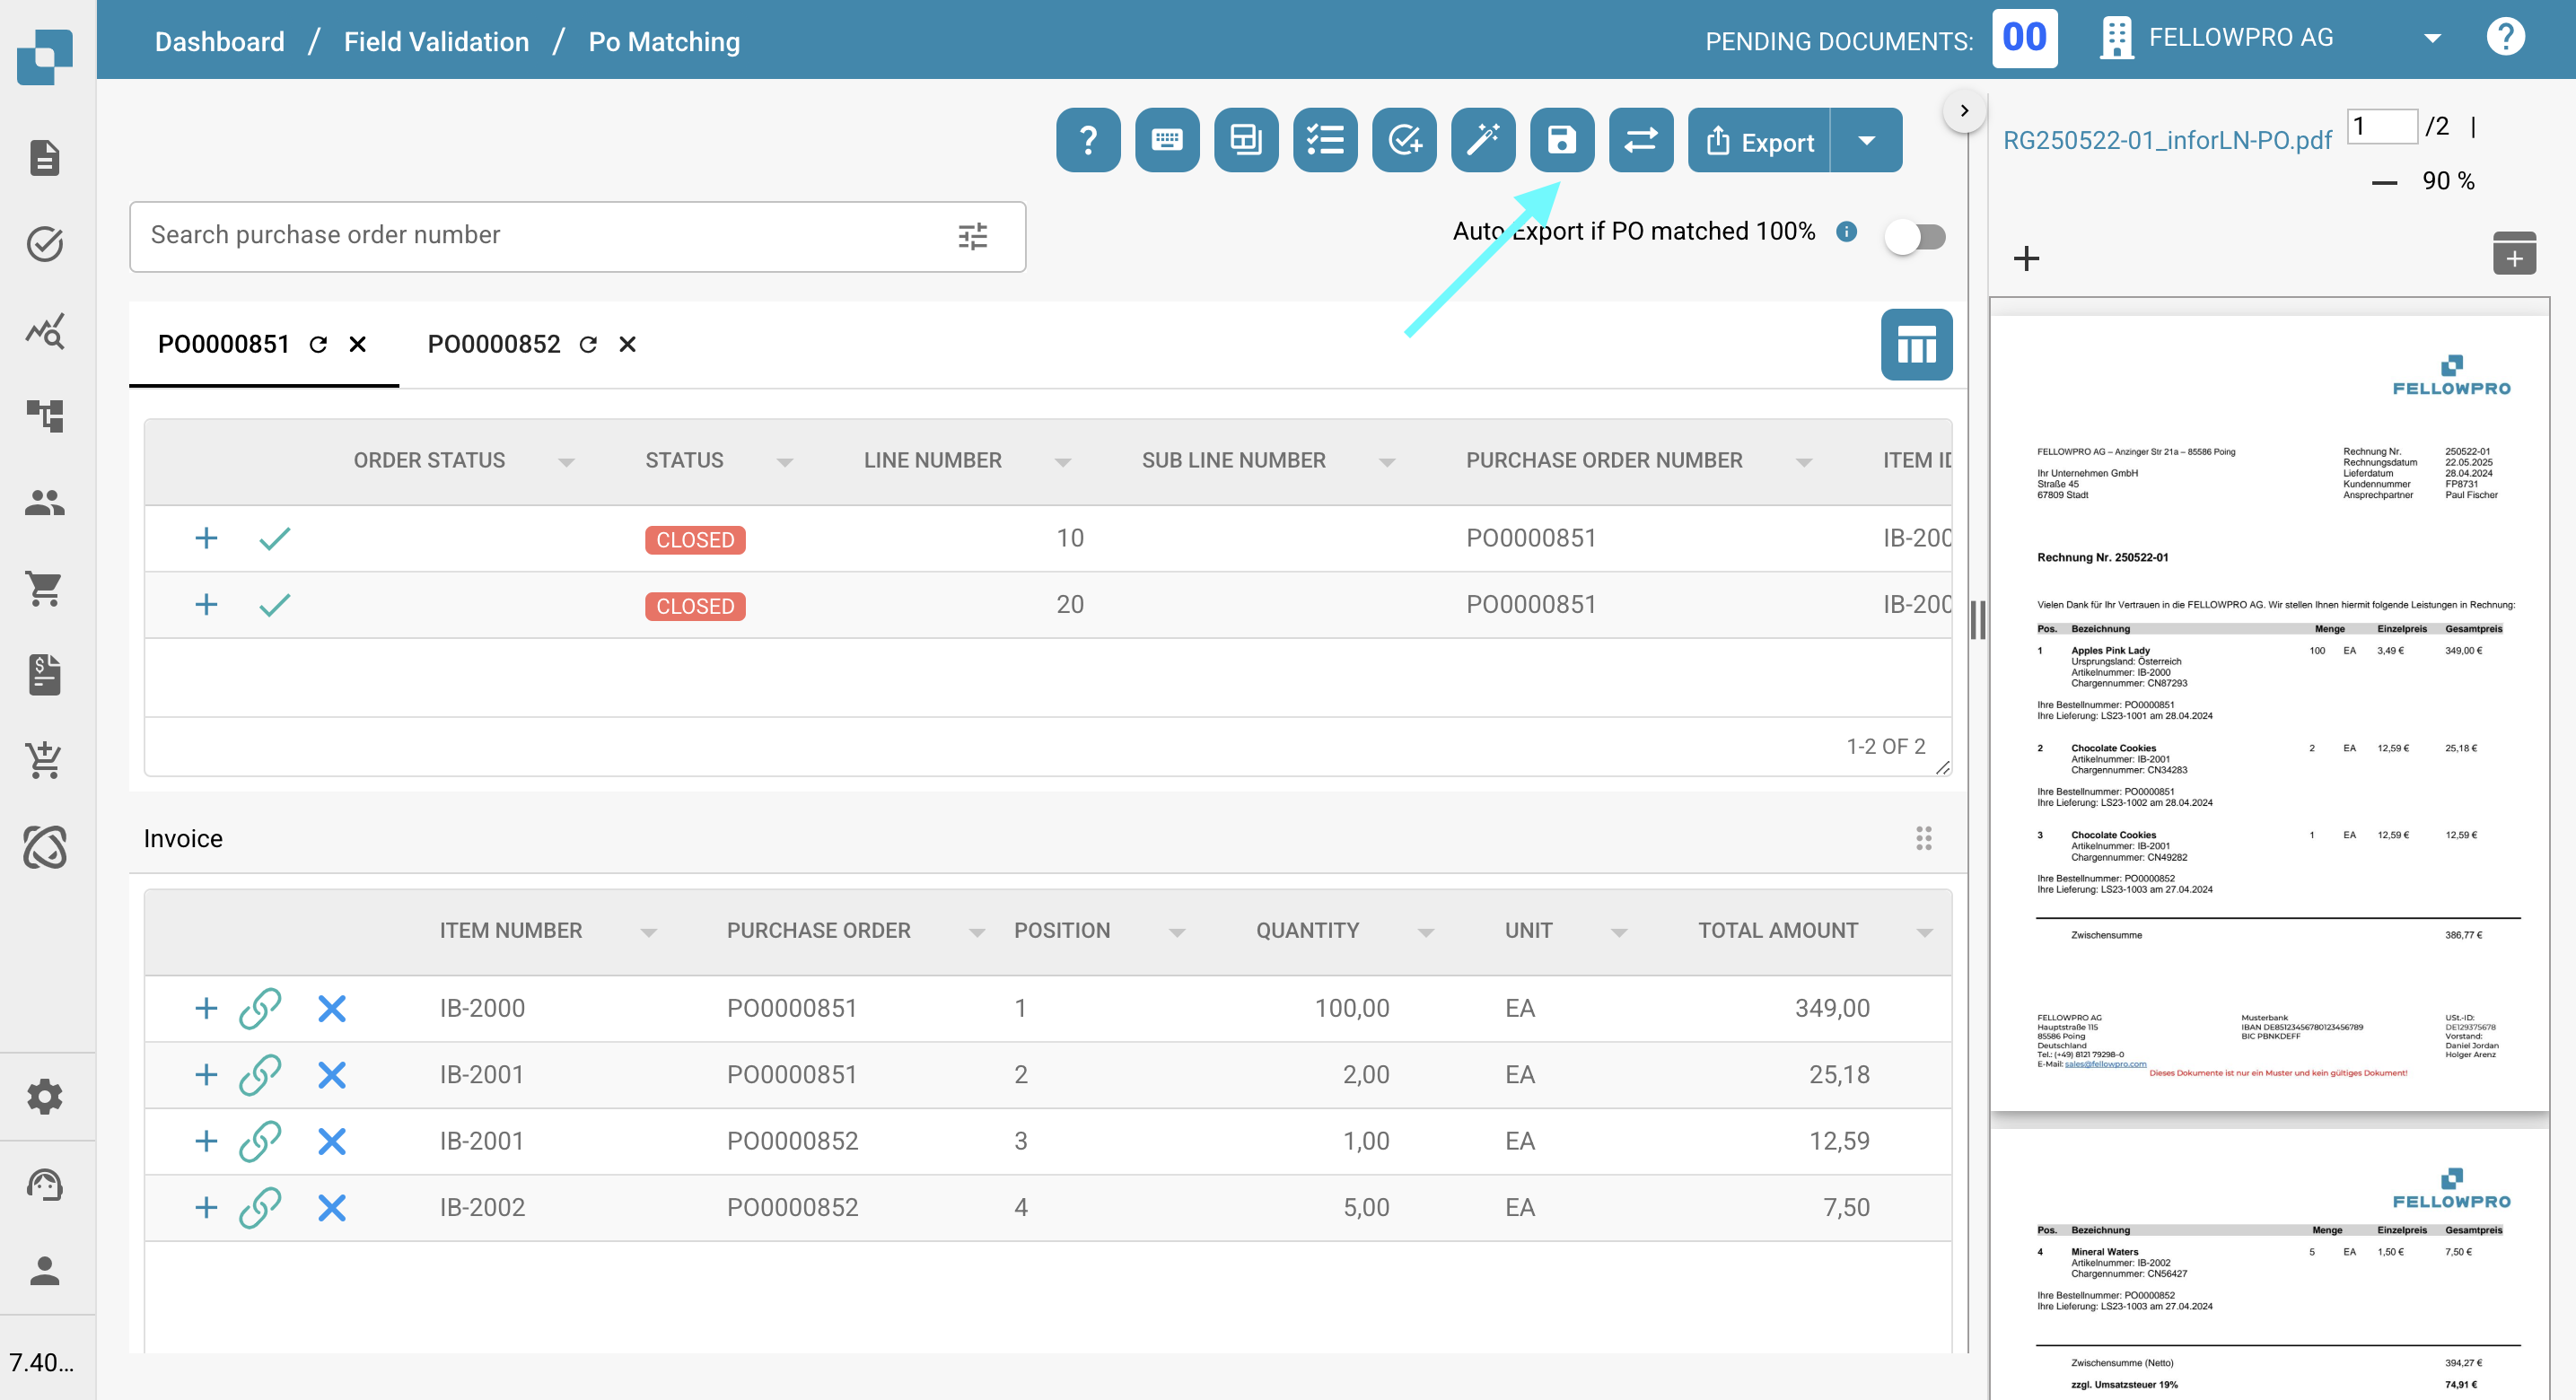 Dashboard / Field Validation / Po Matching
PENDING DOCUMENTS: 00 FELLOWPRO AG ?
? Export
Search purchase order number
Auto Export if PO matched 100% i
PO0000851 PO0000852
ORDER STATUS STATUS LINE NUMBER SUB LINE NUMBER PURCHASE ORDER NUMBER ITEM ID
CLOSED 10 PO0000851 IB-200
CLOSED 20 PO0000851 IB-200
1-2 OF 2
Invoice
ITEM NUMBER PURCHASE ORDER POSITION QUANTITY UNIT TOTAL AMOUNT
IB-2000 PO0000851 1 100,00 EA 349,00
IB-2001 PO0000851 2 2,00 EA 25,18
IB-2001 PO0000852 3 1,00 EA 12,59
IB-2002 PO0000852 4 5,00 EA 7,50
7.40...
RG250522-01_inforLN-PO.pdf 1 /2 |
90 %
FELLOWPRO
FELLOWPRO AG – Anzinger Str 21a – 85586 Poing
Ihr Unternehmen GmbH
Straße 45
67809 Stadt
Rechnung Nr. 250522-01
Rechnungsdatum 22.05.2025
Lieferdatum 28.04.2024
Kundennummer FP8731
Ansprechpartner Paul Fischer
Rechnung Nr. 250522-01
Vielen Dank für Ihr Vertrauen in die FELLOWPRO AG. Wir stellen Ihnen hiermit folgende Leistungen in Rechnung:
Pos. Bezeichnung Menge Einzelpreis Gesamtpreis
1 Apples Pink Lady 100 EA 3,49 € 349,00 €
Ursprungsland: Österreich
Artikelnummer: IB-2000
Chargennummer: CN87293
Ihre Bestellnummer: PO0000851
Ihre Lieferung: LS23-1001 am 28.04.2024
2 Chocolate Cookies 2 EA 12,59 € 25,18 €
Artikelnummer: IB-2001
Chargennummer: CN34283
Ihre Bestellnummer: PO0000851
Ihre Lieferung: LS23-1002 am 28.04.2024
3 Chocolate Cookies 1 EA 12,59 € 12,59 €
Artikelnummer: IB-2001
Chargennummer: CN49282
Ihre Bestellnummer: PO0000852
Ihre Lieferung: LS23-1003 am 27.04.2024
Zwischensumme 386,77 €
FELLOWPRO AG
Hauptstraße 115
85586 Poing
Deutschland
Tel.: (+49) 8121 79298-0
E-Mail: sales@fellowpro.com
Musterbank
IBAN DE85123456780123456789
BIC PBNKDEFF
USt.-ID:
DE129375678
Vorstand:
Daniel Jordan
Holger Arenz
Dieses Dokumente ist nur ein Muster und kein gültiges Dokument!
FELLOWPRO
Pos. Bezeichnung Menge Einzelpreis Gesamtpreis
4 Mineral Waters 5 EA 1,50 € 7,50 €
Artikelnummer: IB-2002
Chargennummer: CN56427
Ihre Bestellnummer: PO0000852
Ihre Lieferung: LS23-1003 am 27.04.2024
Zwischensumme (Netto) 394,27 €
zzgl. Umsatzsteuer 19% 74,91 €